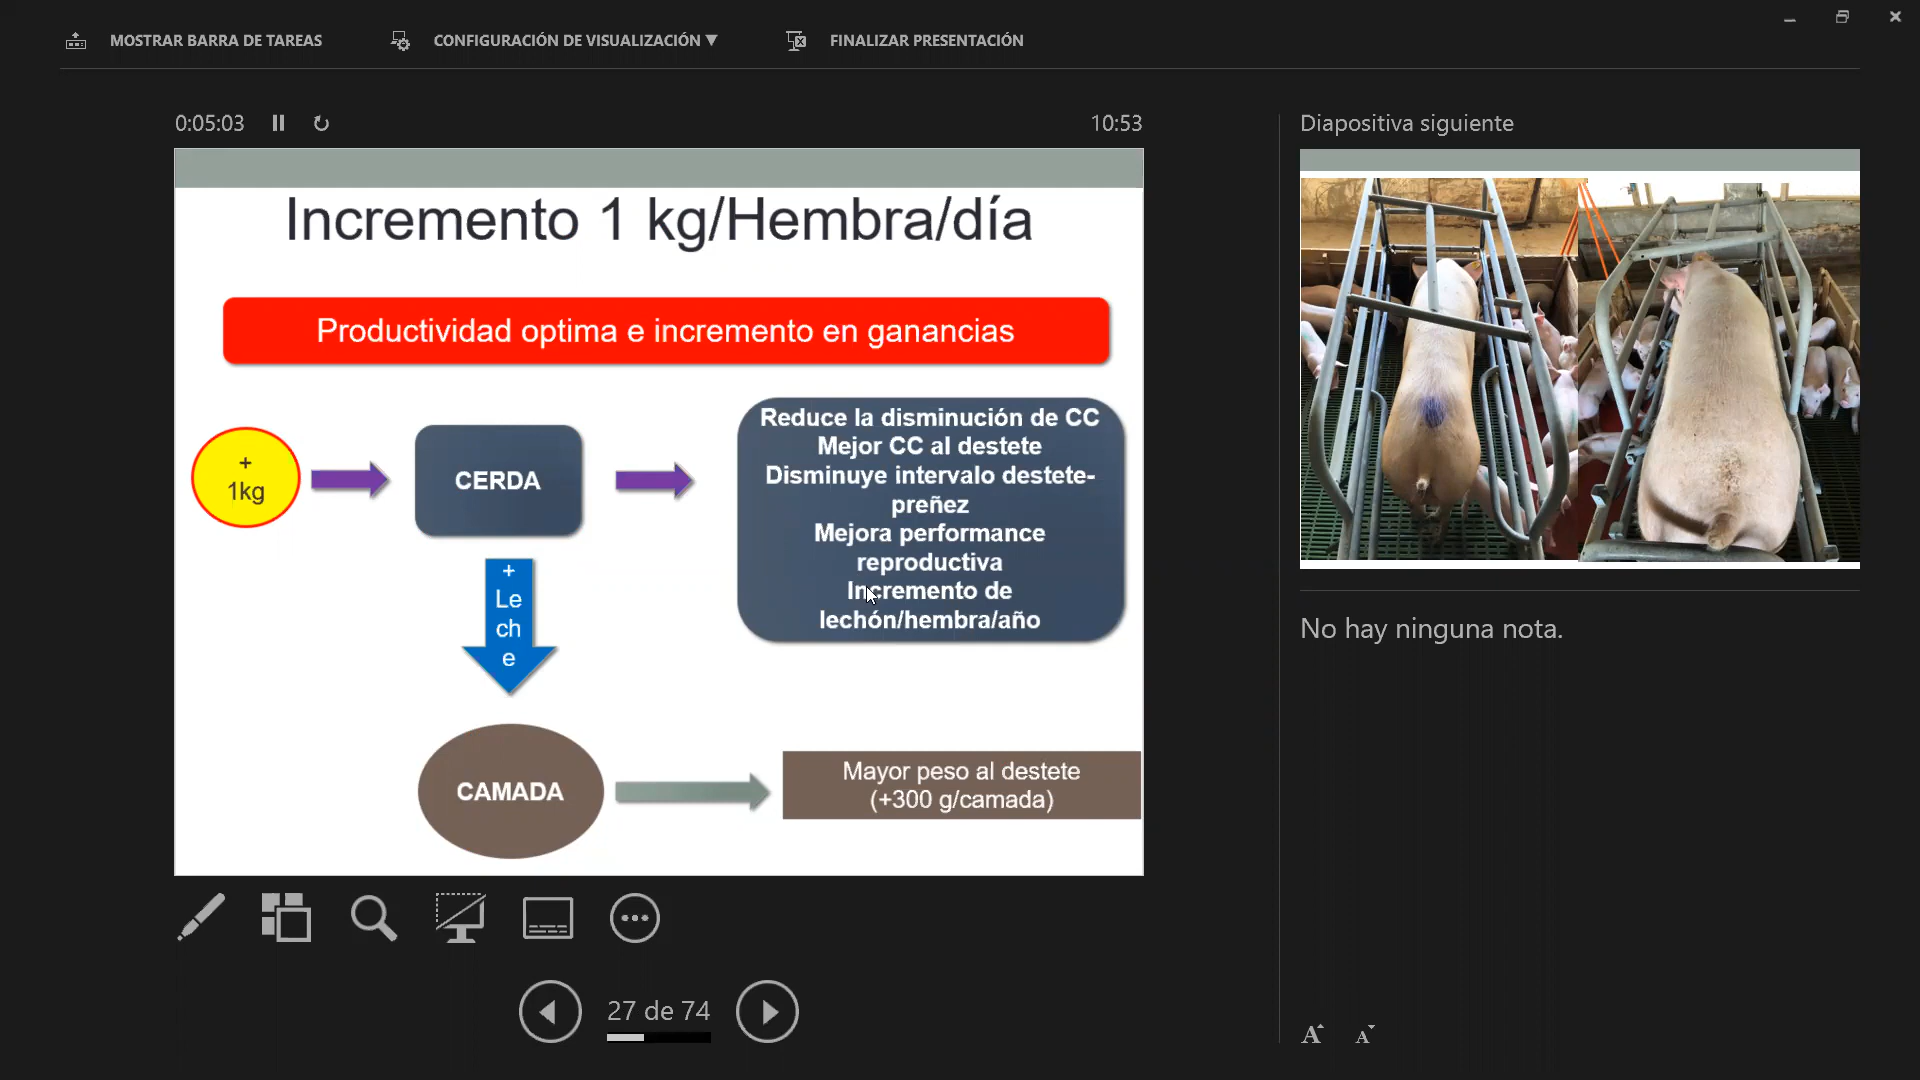 MOSTRAR BARRA DE TAREAS
CONFIGURACIÓN DE VISUALIZACIÓN ▼
FINALIZAR PRESENTACIÓN
0:05:03
10:53
Incremento 1 kg/Hembra/día
Productividad optima e incremento en ganancias
+
1kg
CERDA
Reduce la disminución de CC
Mejor CC al destete
Disminuye intervalo destete-
preñez
Mejora performance
reproductiva
Incremento de
lechón/hembra/año
+
Le
ch
e
CAMADA
Mayor peso al destete
(+300 g/camada)
27 de 74
Diapositiva siguiente
No hay ninguna nota.
A A